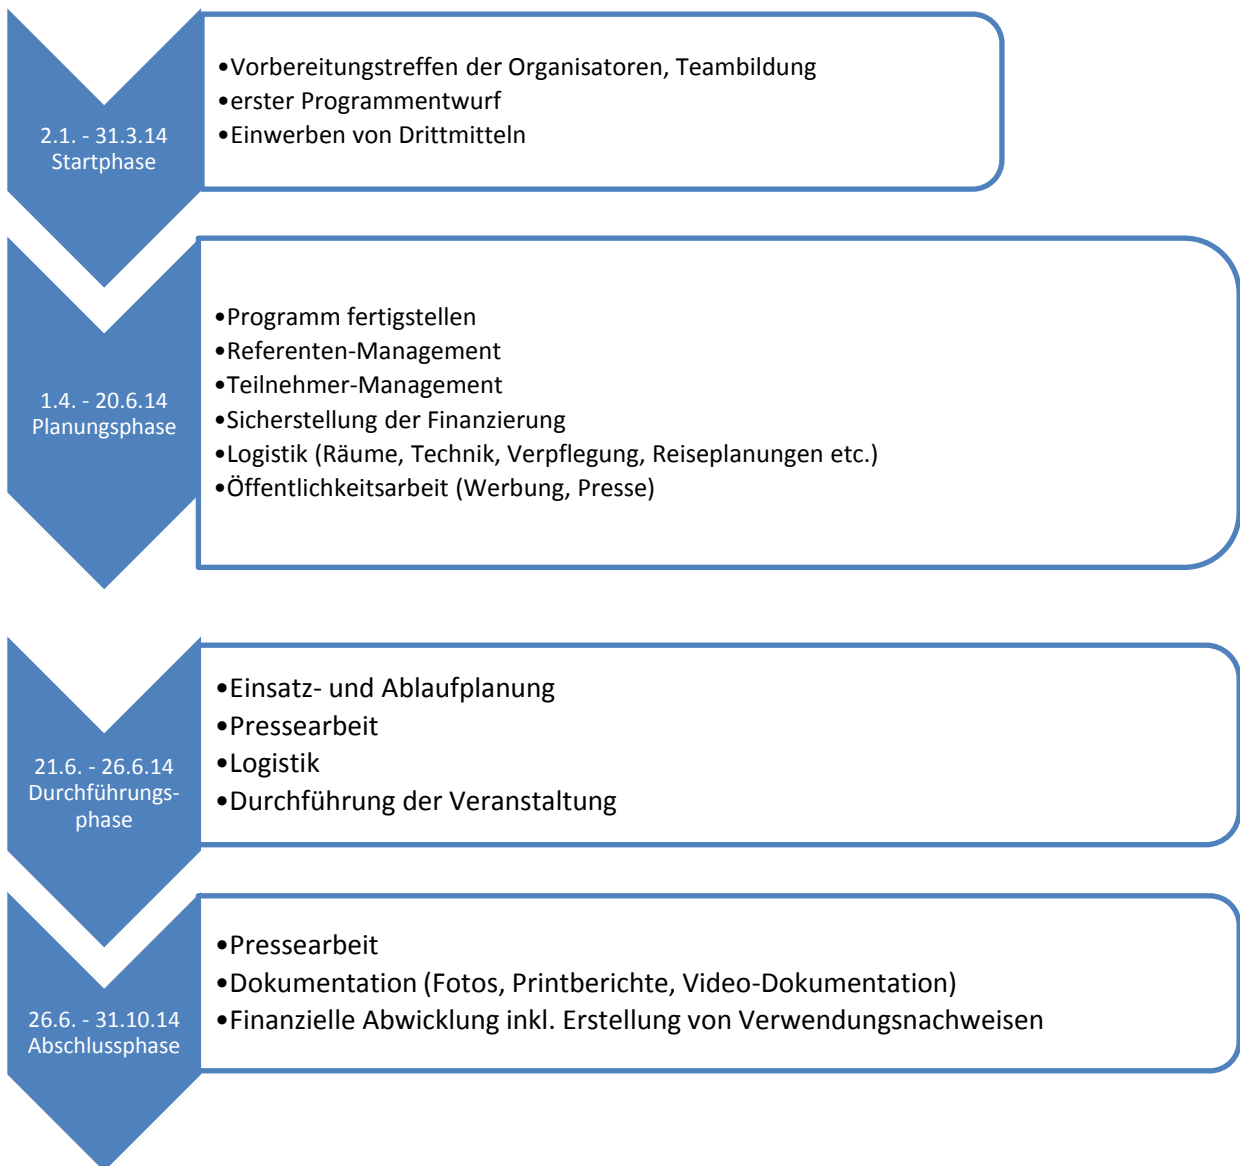 2.1. - 31.3.14
Startphase
•Vorbereitungstreffen der Organisatoren, Teambildung
•erster Programmentwurf
•Einwerben von Drittmitteln
1.4. - 20.6.14
Planungsphase
•Programm fertigstellen
•Referenten-Management
•Teilnehmer-Management
•Sicherstellung der Finanzierung
•Logistik (Räume, Technik, Verpflegung, Reiseplanungen etc.)
•Öffentlichkeitsarbeit (Werbung, Presse)
21.6. - 26.6.14
Durchführungs-
phase
•Einsatz- und Ablaufplanung
•Pressearbeit
•Logistik
•Durchführung der Veranstaltung
26.6. - 31.10.14
Abschlussphase
•Pressearbeit
•Dokumentation (Fotos, Printberichte, Video-Dokumentation)
•Finanzielle Abwicklung inkl. Erstellung von Verwendungsnachweisen